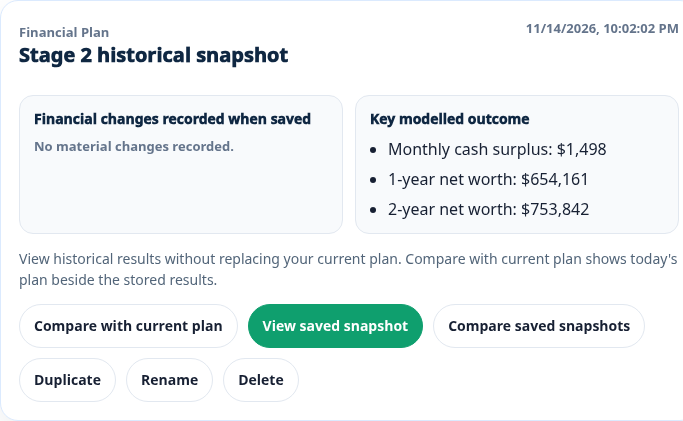 Financial Plan
11/14/2026, 10:02:02 PM
Stage 2 historical snapshot
Financial changes recorded when saved
No material changes recorded.
Key modelled outcome
• Monthly cash surplus: $1,498
• 1-year net worth: $654,161
• 2-year net worth: $753,842
View historical results without replacing your current plan. Compare with current plan shows today's
plan beside the stored results.
Compare with current plan
View saved snapshot
Compare saved snapshots
Duplicate
Rename
Delete